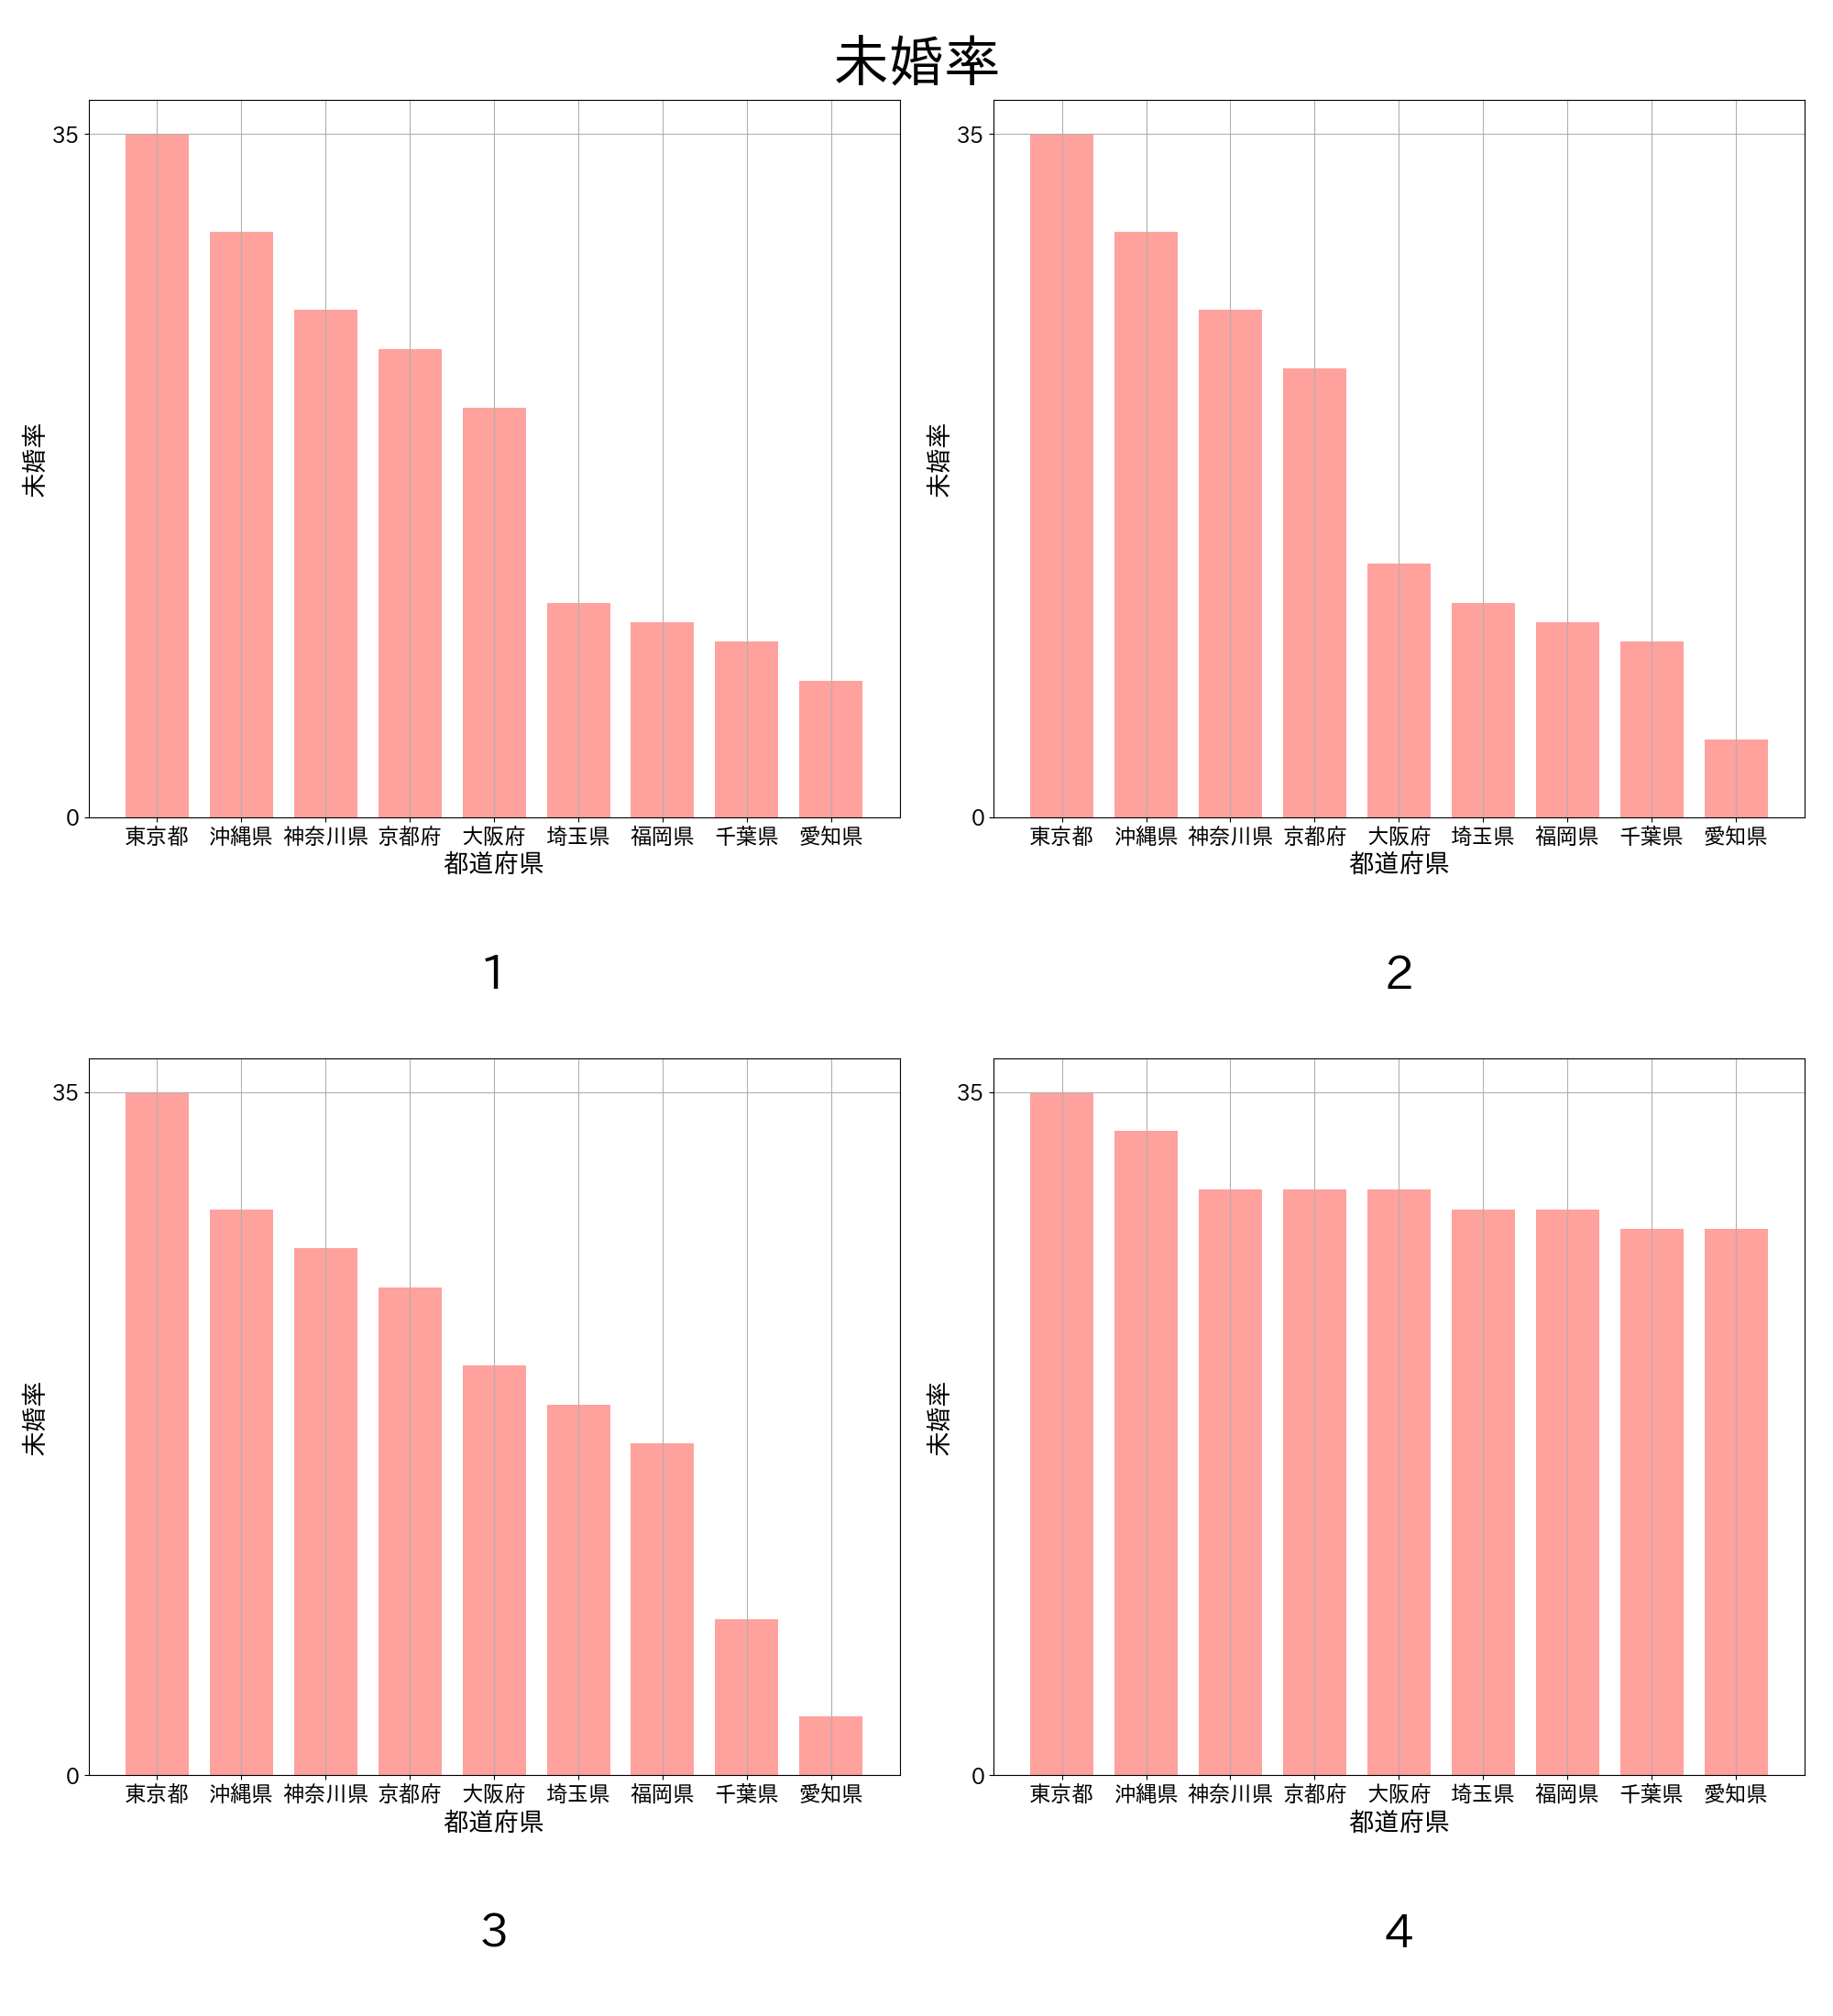 未婚率
35
0
未婚率
東京都 沖縄県 神奈川県 京都府 大阪府 埼玉県 福岡県 千葉県 愛知県
都道府県
1
35
0
未婚率
東京都 沖縄県 神奈川県 京都府 大阪府 埼玉県 福岡県 千葉県 愛知県
都道府県
2
35
0
未婚率
東京都 沖縄県 神奈川県 京都府 大阪府 埼玉県 福岡県 千葉県 愛知県
都道府県
3
35
0
未婚率
東京都 沖縄県 神奈川県 京都府 大阪府 埼玉県 福岡県 千葉県 愛知県
都道府県
4